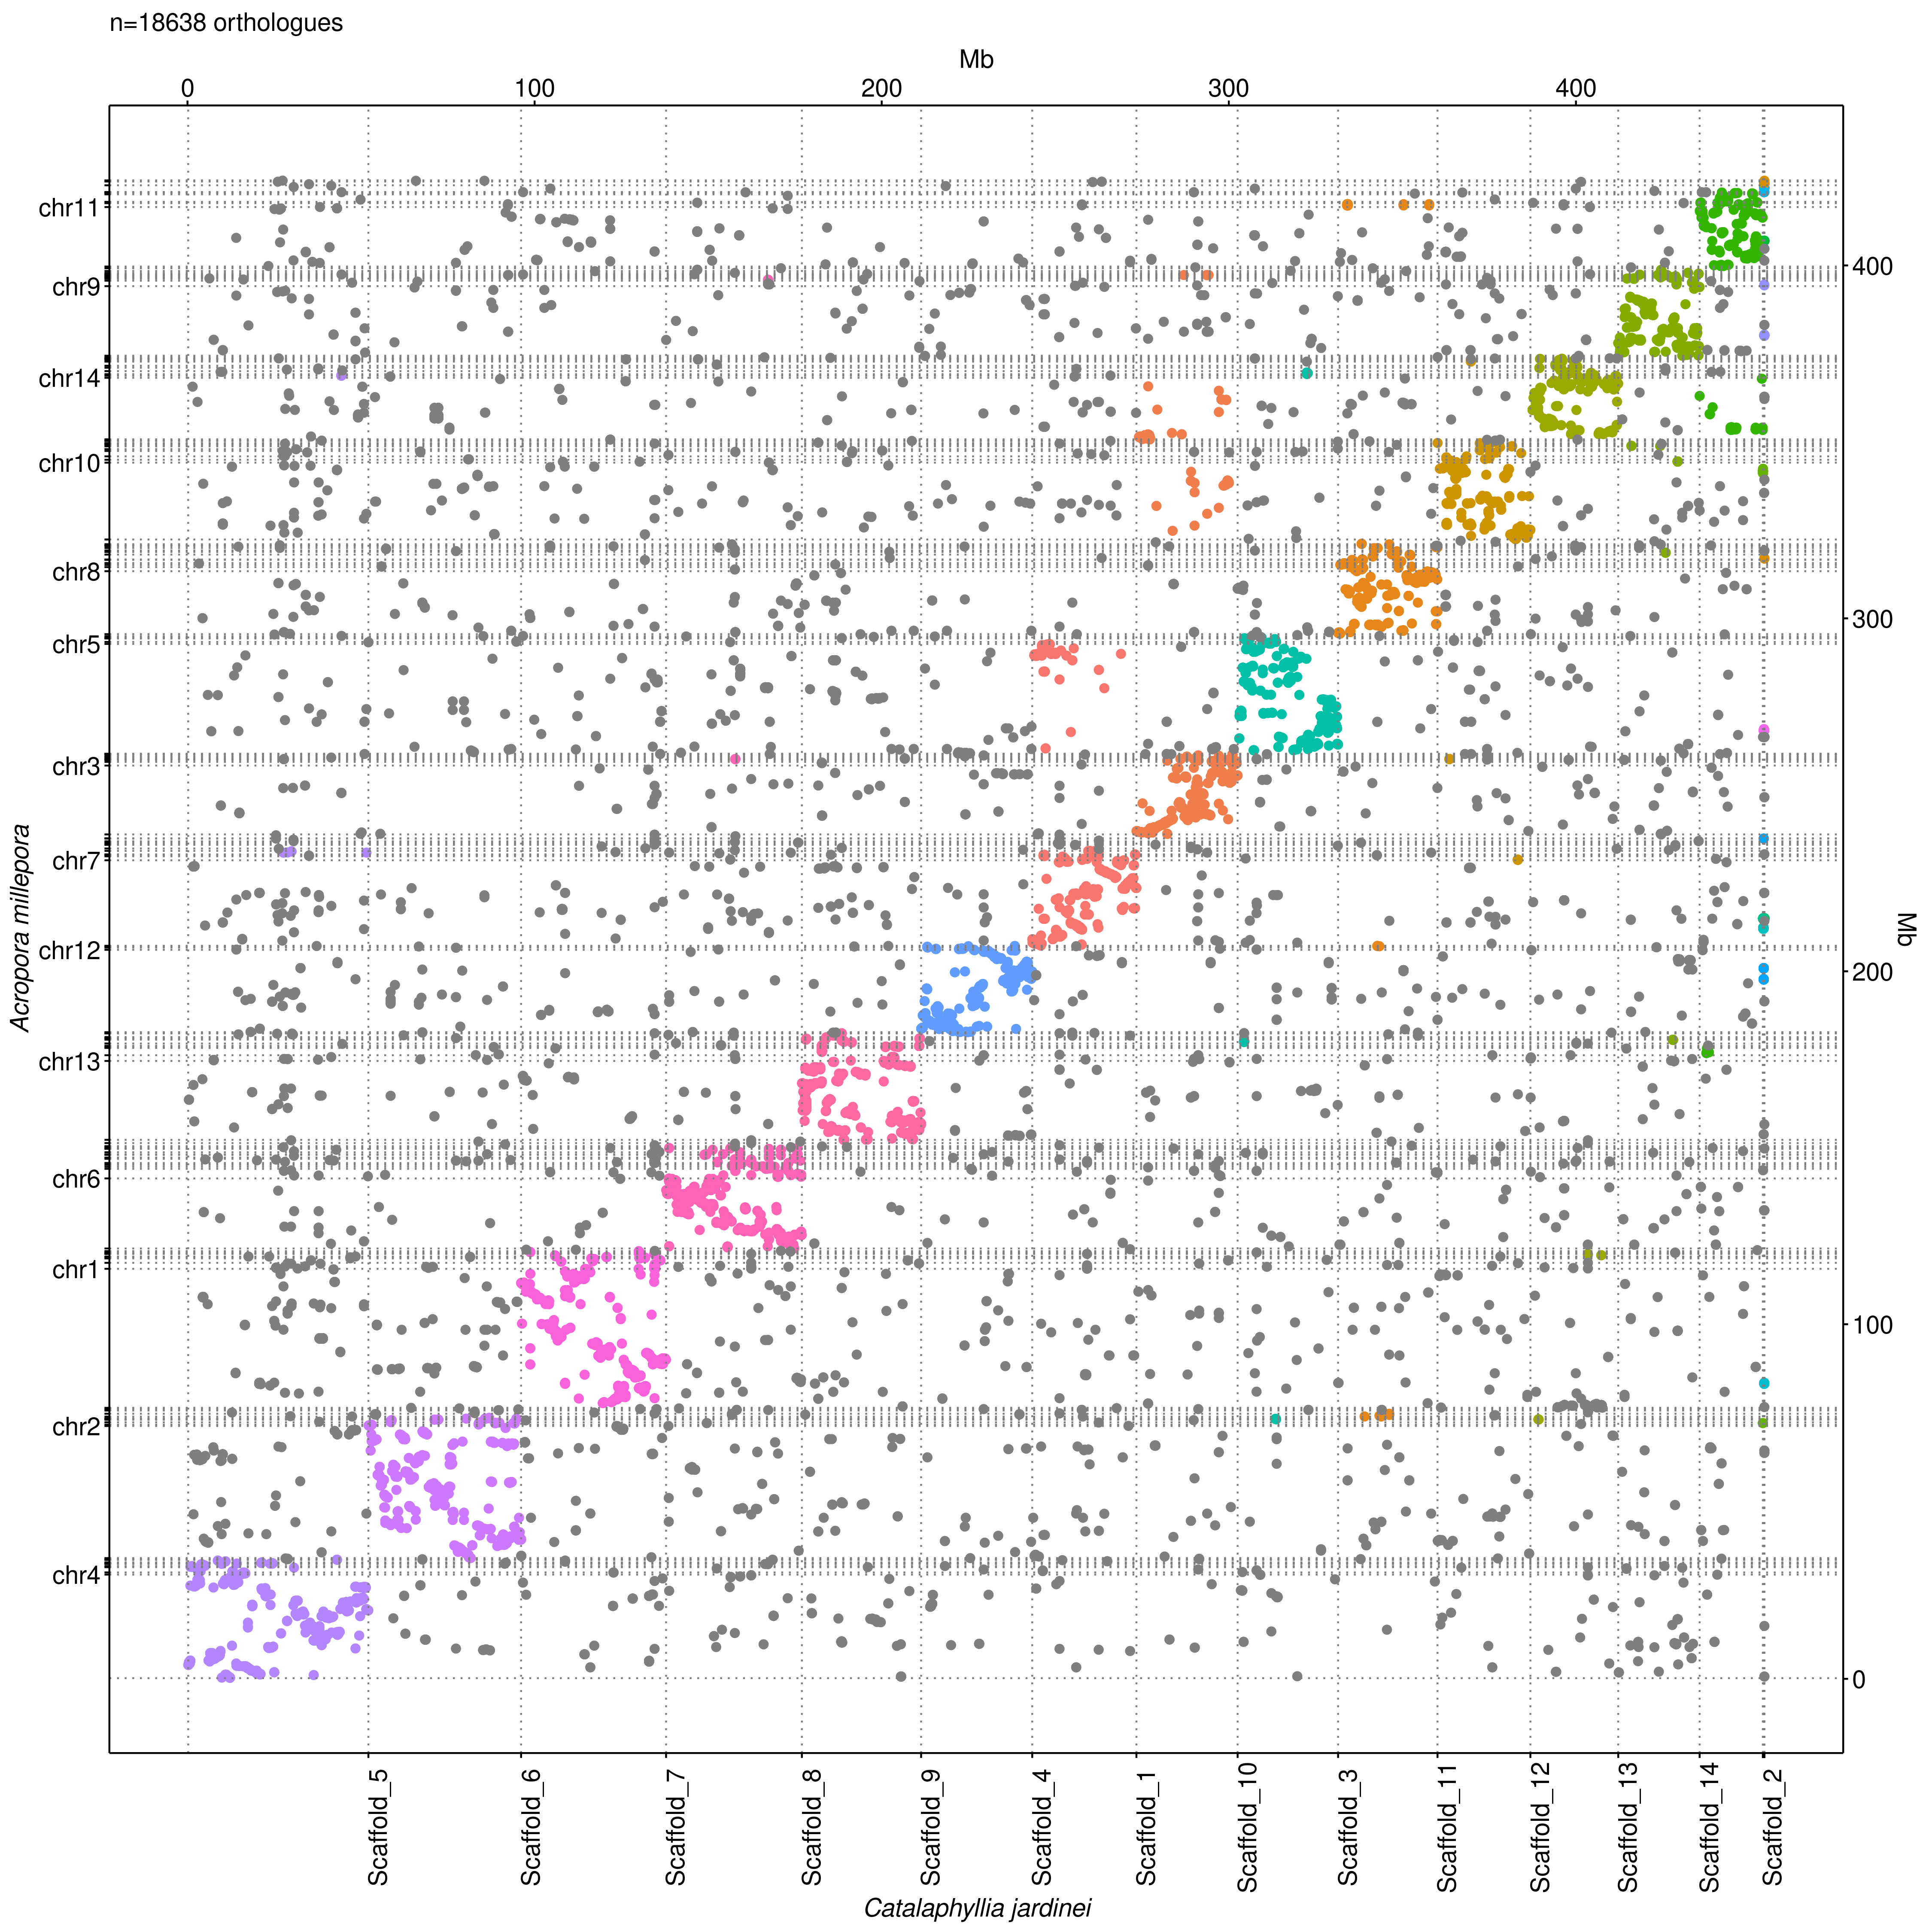 n=18638 orthologues
Mb
0 100 200 300 400
chr11
400
chr9
chr14
chr10
chr8
300
chr5
chr3
chr7
Acropora millepora
Mb
chr12
200
chr13
chr6
chr1
100
chr2
chr4
0
Scaffold_5
Scaffold_6
Scaffold_7
Scaffold_8
Scaffold_9
Scaffold_4
Scaffold_1
Scaffold_10
Scaffold_3
Scaffold_11
Scaffold_12
Scaffold_13
Scaffold_14
Scaffold_2
Catalaphyllia jardinei